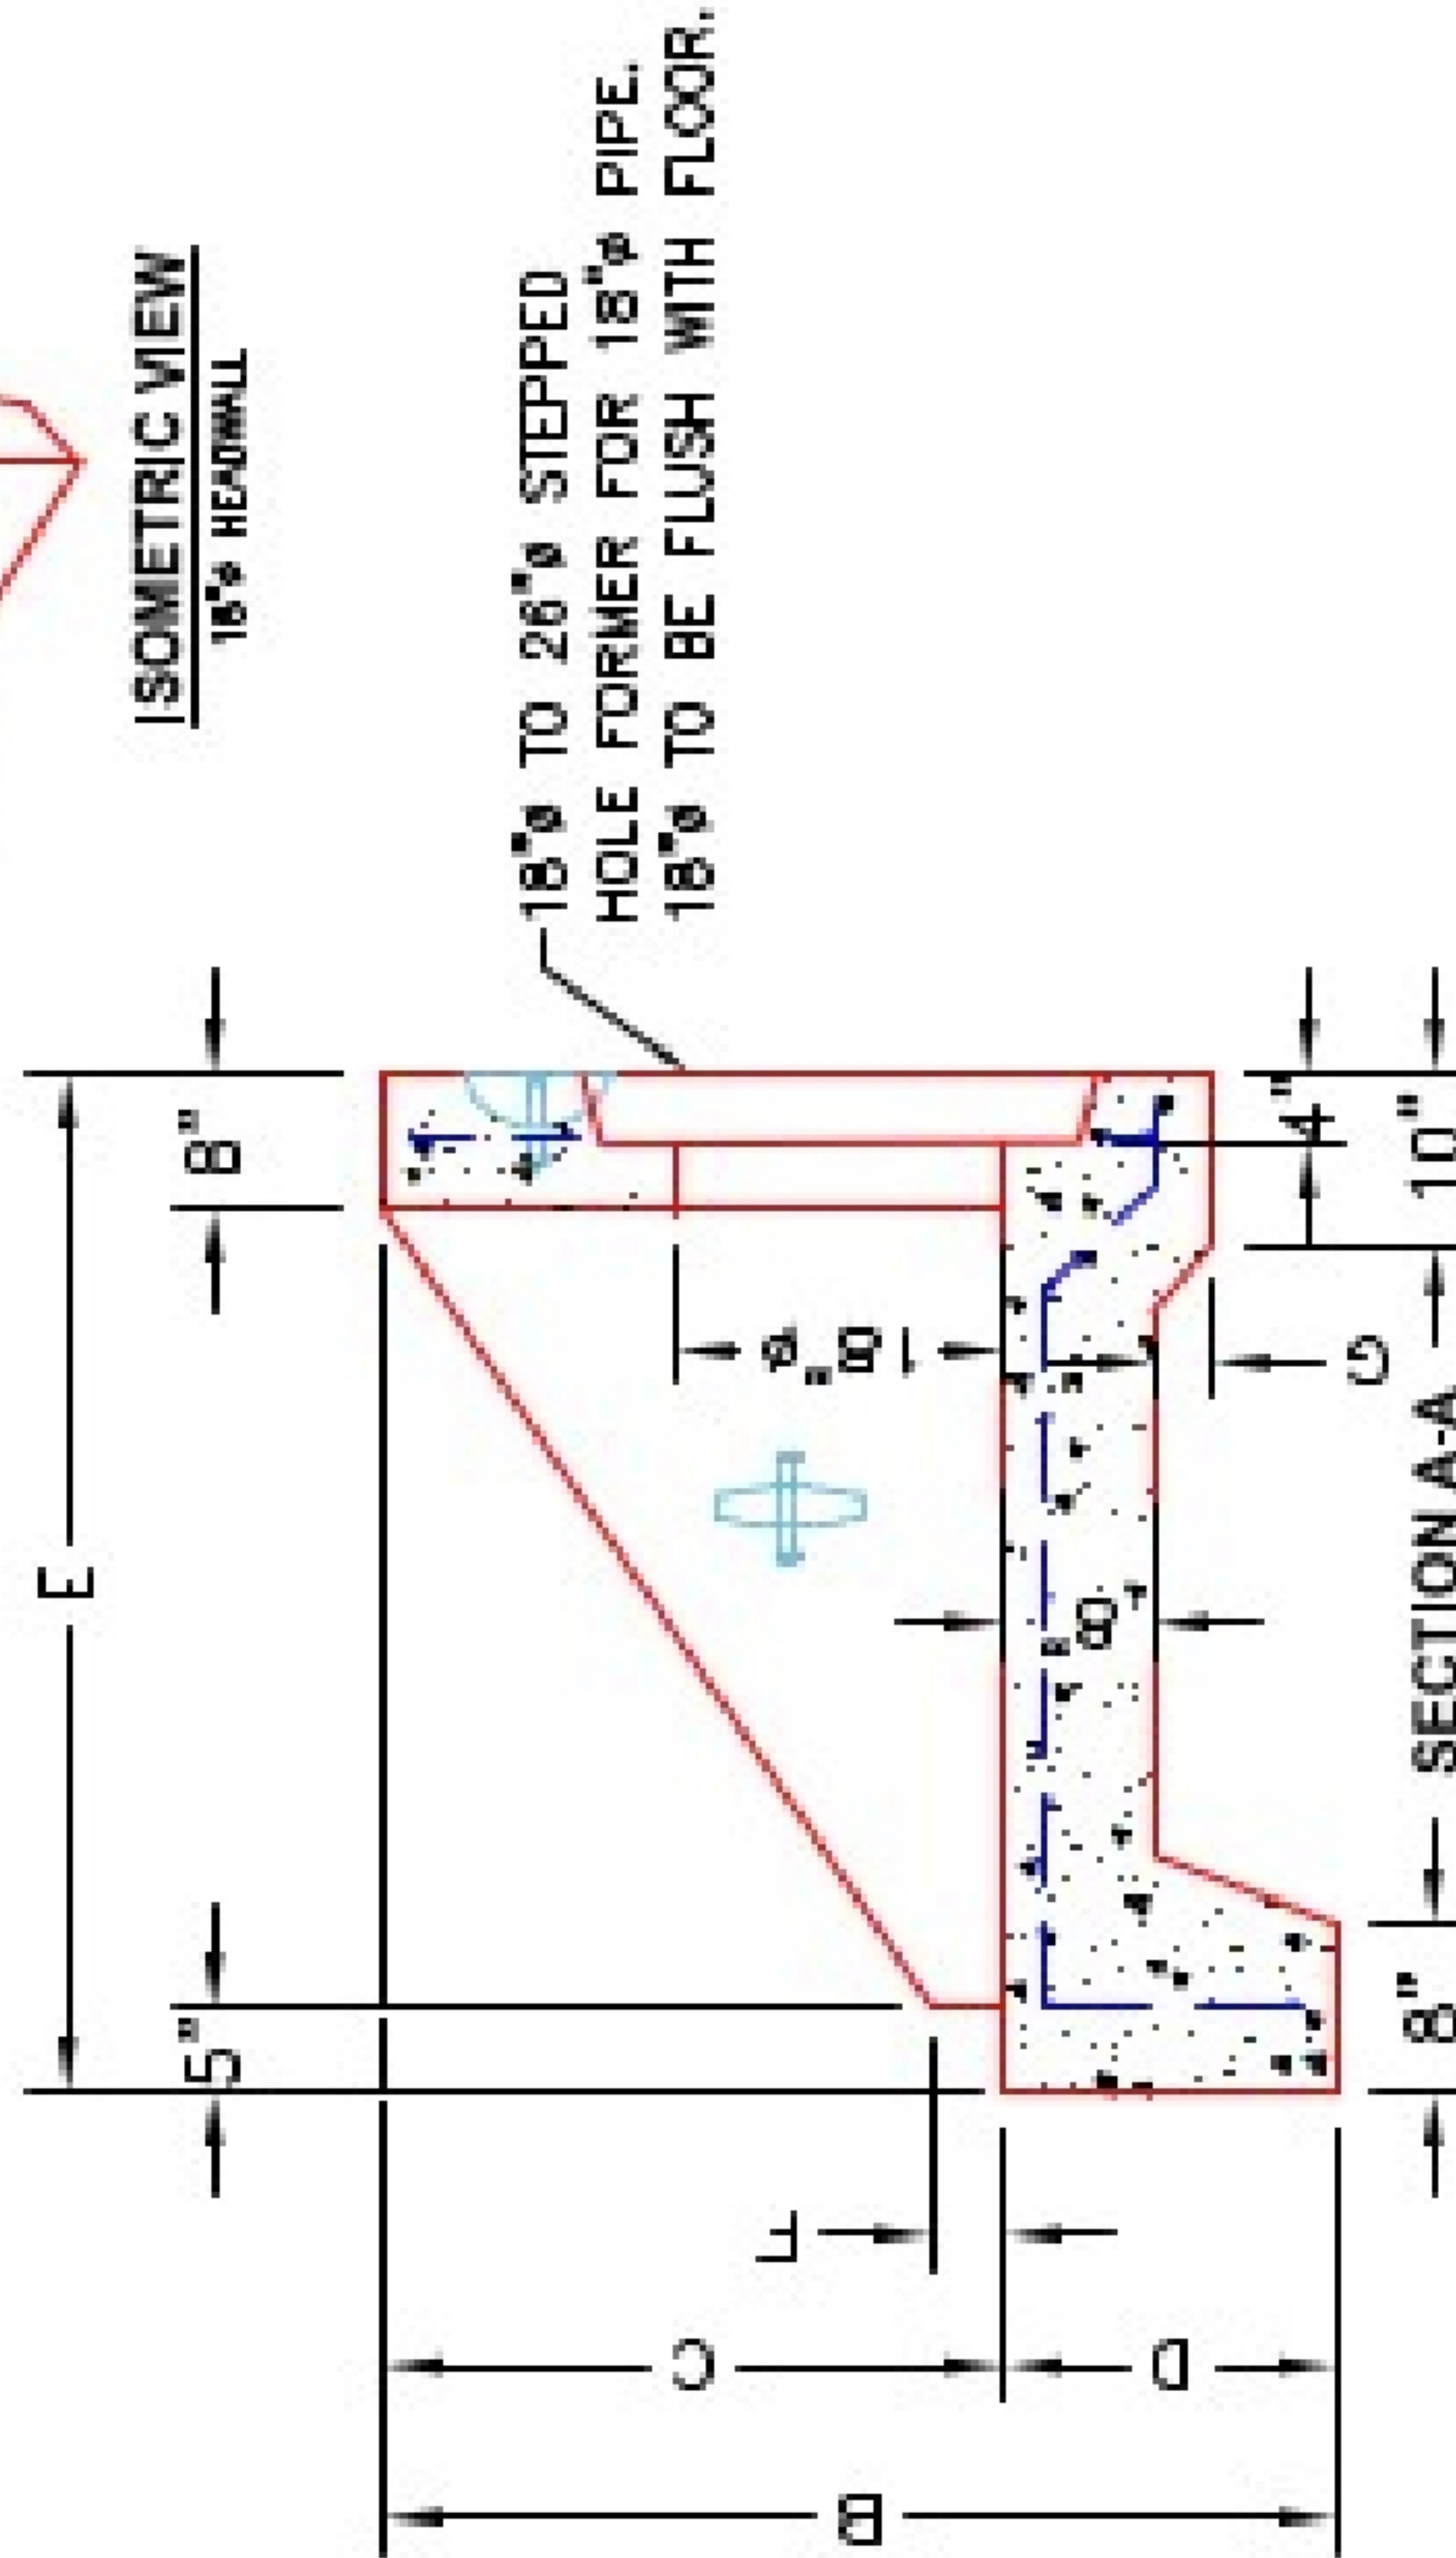 ISOMETRIC VIEW
18"ø HEADWALL
18"ø TO 26"ø STEPPED
HOLE FORMER FOR 18"ø PIPE.
18"ø TO BE FLUSH WITH FLOOR.
E
5"
8"
18"ø
8"
F
C
D
B
G
4"
8"
10"
SECTION A-A